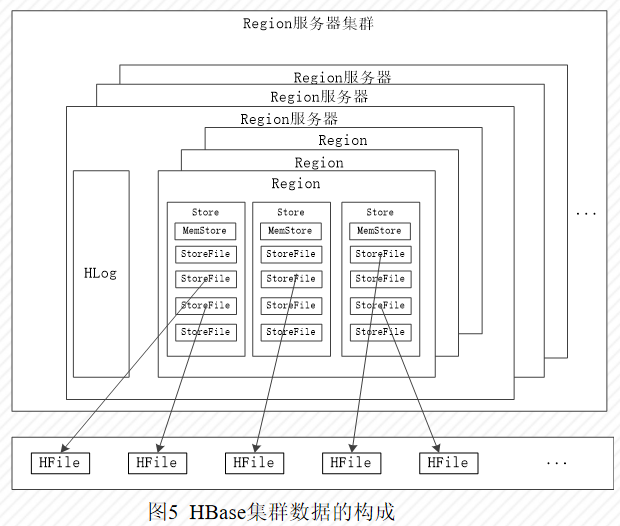 Region服务器集群
Region服务器
Region服务器
Region服务器
Region
Region
Region
HLog
Store Store Store
MemStore MemStore MemStore
StoreFile StoreFile StoreFile
StoreFile StoreFile StoreFile
StoreFile StoreFile StoreFile
StoreFile StoreFile StoreFile
...
HFile HFile HFile HFile HFile ...
图5 HBase集群数据的构成